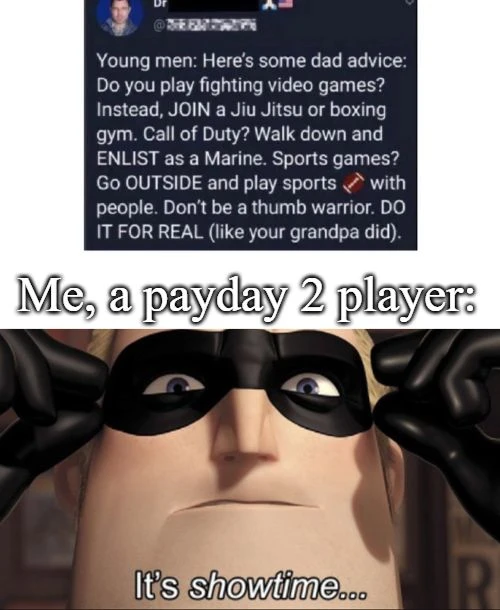 Dr
@
Young men: Here's some dad advice:
Do you play fighting video games?
Instead, JOIN a Jiu Jitsu or boxing
gym. Call of Duty? Walk down and
ENLIST as a Marine. Sports games?
Go OUTSIDE and play sports 🏈 with
people. Don't be a thumb warrior. DO
IT FOR REAL (like your grandpa did).
Me, a payday 2 player:
It's showtime...